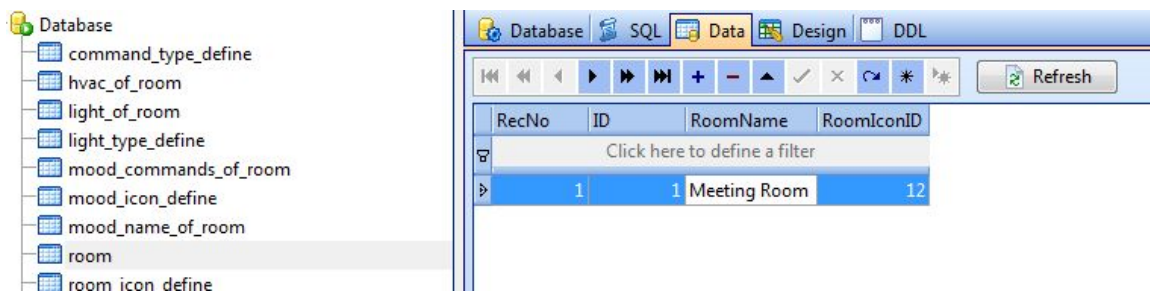 Database
command_type_define
hvac_of_room
light_of_room
light_type_define
mood_commands_of_room
mood_icon_define
mood_name_of_room
room
room_icon_define
Database SQL Data Design DDL
Refresh
RecNo ID RoomName RoomIconID
Click here to define a filter
1 1 Meeting Room 12